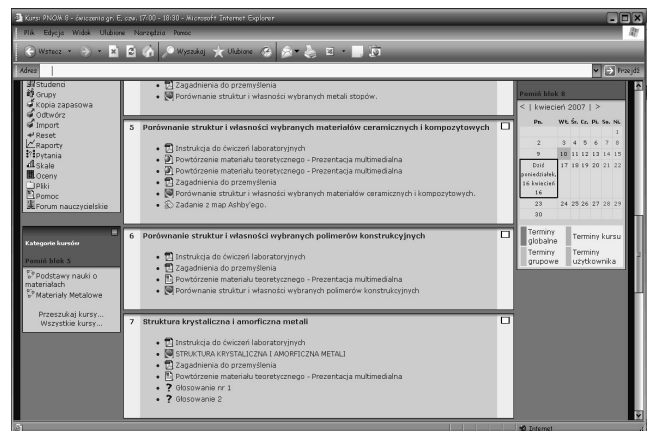 Kurs: PNOM 8 - ćwiczenia gr. E, czw. 17:00 - 18:30 - Microsoft Internet Explorer
Plik Edycja Widok Ulubione Narzędzia Pomoc
Wstecz Wyszukaj Ulubione
Adres Przejdź
Studenci
Grupy
Kopia zapasowa
Odtwórz
Import
Reset
Raporty
Pytania
Skale
Oceny
Pliki
Pomoc
Forum nauczycielskie
Kategorie kursów
Pomiń blok 5
Podstawy nauki o materiałach
Materiały Metalowe
Przeszukaj kursy...
Wszystkie kursy...
Zagadnienia do przemyślenia
Porównanie struktur i własności wybranych metali stopów.
5 Porównanie struktur i własności wybranych materiałów ceramicznych i kompozytowych
Instrukcja do ćwiczeń laboratoryjnych
Powtórzenie materiału teoretycznego - Prezentacja multimedialna
Powtórzenie materiału teoretycznego - Prezentacja multimedialna
Zagadnienia do przemyślenia
Porównanie struktur i własności wybranych materiałów ceramicznych i kompozytowych.
Zadanie z map Ashby'ego.
6 Porównanie struktur i własności wybranych polimerów konstrukcyjnych
Instrukcja do ćwiczeń laboratoryjnych
Zagadnienia do przemyślenia
Powtórzenie materiału teoretycznego - Prezentacja multimedialna
Porównanie struktur i własności wybranych polimerów konstrukcyjnych
7 Struktura krystaliczna i amorficzna metali
Instrukcja do ćwiczeń laboratoryjnych
STRUKTURA KRYSTALICZNA I AMORFICZNA METALI
Zagadnienia do przemyślenia
Powtórzenie materiału teoretycznego - Prezentacja multimedialna
? Głosowanie nr 1
? Głosowanie 2
Pomiń blok 8
< | kwiecień 2007 | >
Pn. Wt. Śr. Cz. Pt. So. Ni.
1
2 3 4 5 6 7 8
9 10 11 12 13 14 15
Dziś poniedziałek, 16 kwiecień
16 17 18 19 20 21 22
23 24 25 26 27 28 29
30
Terminy globalne Terminy kursu
Terminy grupowe Terminy użytkownika
Internet